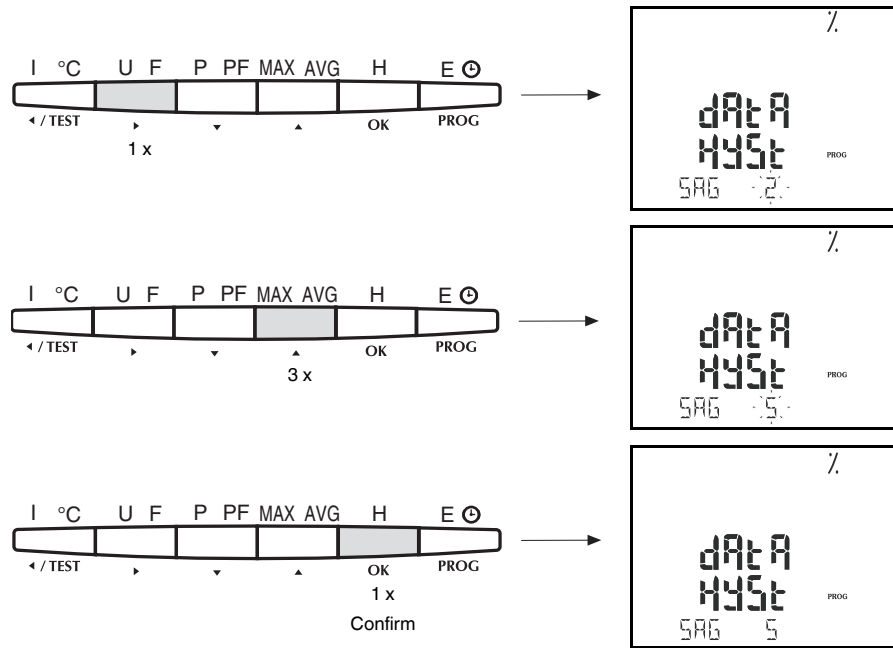 %
I °C U F P PF MAX AVG H E
/ TEST OK PROG
1 x
dAtA
HYSt
PROG
SAG 2
%
I °C U F P PF MAX AVG H E
/ TEST OK PROG
3 x
dAtA
HYSt
PROG
SAG 5
%
I °C U F P PF MAX AVG H E
/ TEST OK PROG
1 x
Confirm
dAtA
HYSt
PROG
SAG 5